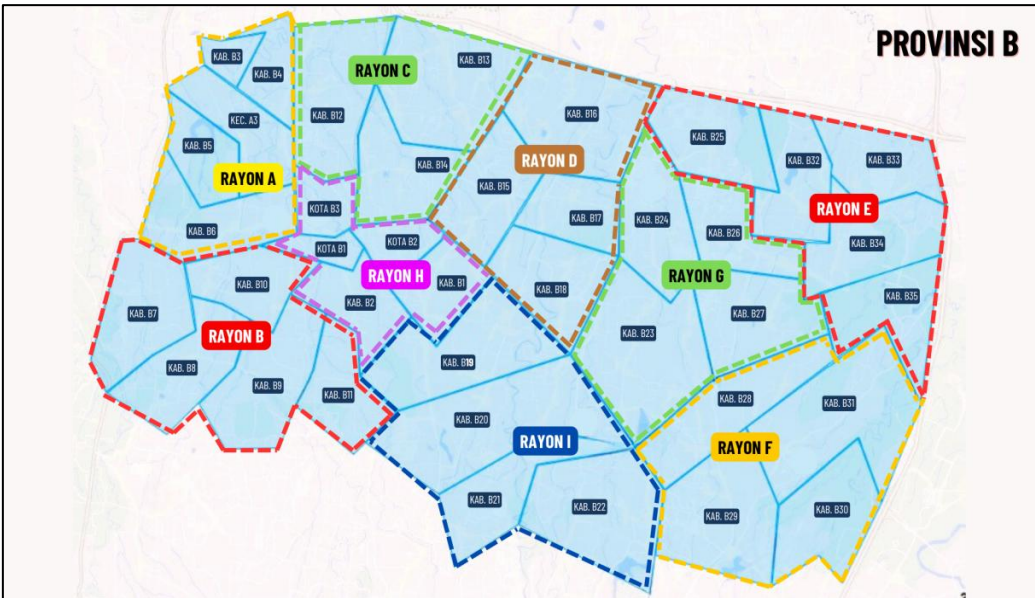 PROVINSI B
KAB. B3
KAB. B4
KEC. A3
KAB. B5
RAYON A
KAB. B6
RAYON C
KAB. B13
KAB. B12
KAB. B14
KAB. B16
RAYON D
KAB. B15
KAB. B17
KAB. B18
KAB. B25
KAB. B32
KAB. B33
RAYON E
KAB. B34
KAB. B35
KAB. B24
KAB. B26
RAYON G
KAB. B27
KAB. B23
KOTA B3
KOTA B1
KOTA B2
RAYON H
KAB. B1
KAB. B2
KAB. B10
KAB. B7
RAYON B
KAB. B8
KAB. B9
KAB. B11
KAB. B19
KAB. B20
RAYON I
KAB. B21
KAB. B22
KAB. B28
KAB. B31
RAYON F
KAB. B29
KAB. B30